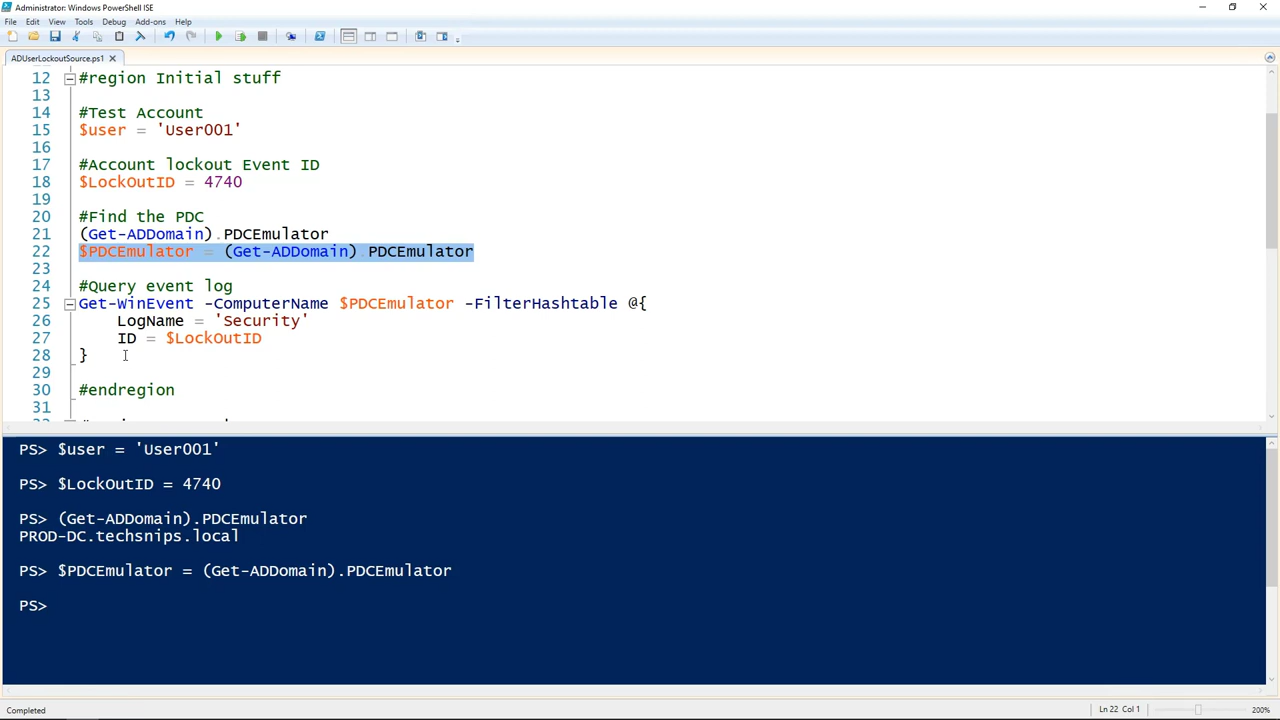 Administrator: Windows PowerShell ISE
File Edit View Tools Debug Add-ons Help
ADUserLockoutSource.ps1
12 #region Initial stuff
13
14 #Test Account
15 $user = 'User001'
16
17 #Account lockout Event ID
18 $LockOutID = 4740
19
20 #Find the PDC
21 (Get-ADDomain).PDCEmulator
22 $PDCEmulator = (Get-ADDomain).PDCEmulator
23
24 #Query event log
25 Get-WinEvent -ComputerName $PDCEmulator -FilterHashtable @{
26 LogName = 'Security'
27 ID = $LockOutID
28 }
29
30 #endregion
31
PS> $user = 'User001'
PS> $LockOutID = 4740
PS> (Get-ADDomain).PDCEmulator
PROD-DC.techsnips.local
PS> $PDCEmulator = (Get-ADDomain).PDCEmulator
PS>
Completed
Ln 22 Col 1
200%